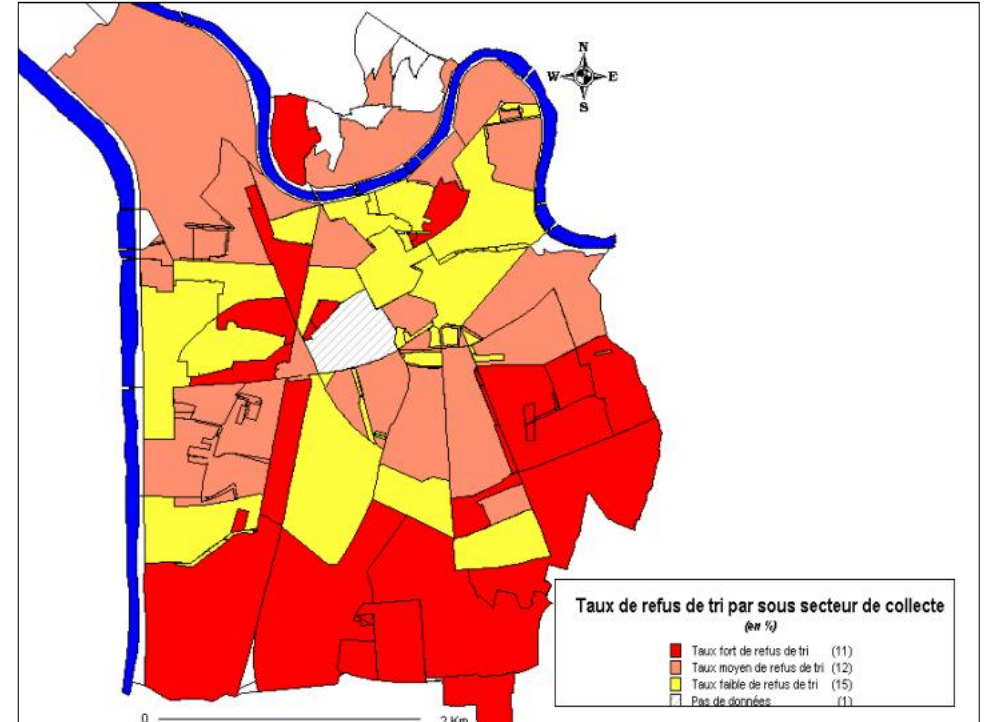 N
W E
S
Taux de refus de tri par sous secteur de collecte
(en %)
Taux fort de refus de tri (11)
Taux moyen de refus de tri (12)
Taux faible de refus de tri (15)
Pas de données (1)
0 2 Km